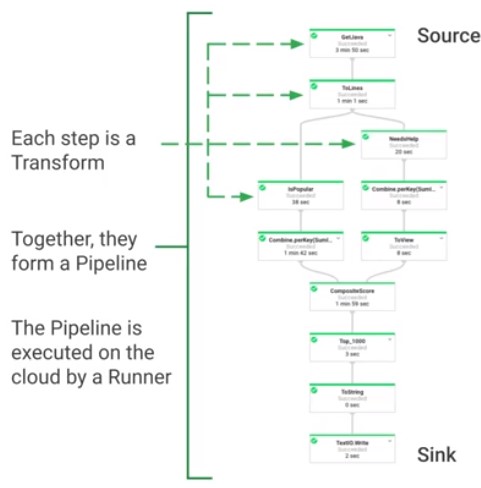 Source
GetJava
Succeeded
3 min 50 sec
ToLines
Succeeded
1 min 1 sec
Each step is a
Transform
NeedsHelp
Succeeded
20 sec
IsPopular
Succeeded
38 sec
Combine.perKey(SumI...
Succeeded
8 sec
Together, they
form a Pipeline
Combine.perKey(SumI...
Succeeded
1 min 42 sec
ToView
Succeeded
8 sec
The Pipeline is
executed on the
cloud by a Runner
CompositeScore
Succeeded
1 min 59 sec
Top_1000
Succeeded
3 sec
ToString
Succeeded
0 sec
TextIO.Write
Succeeded
2 sec
Sink